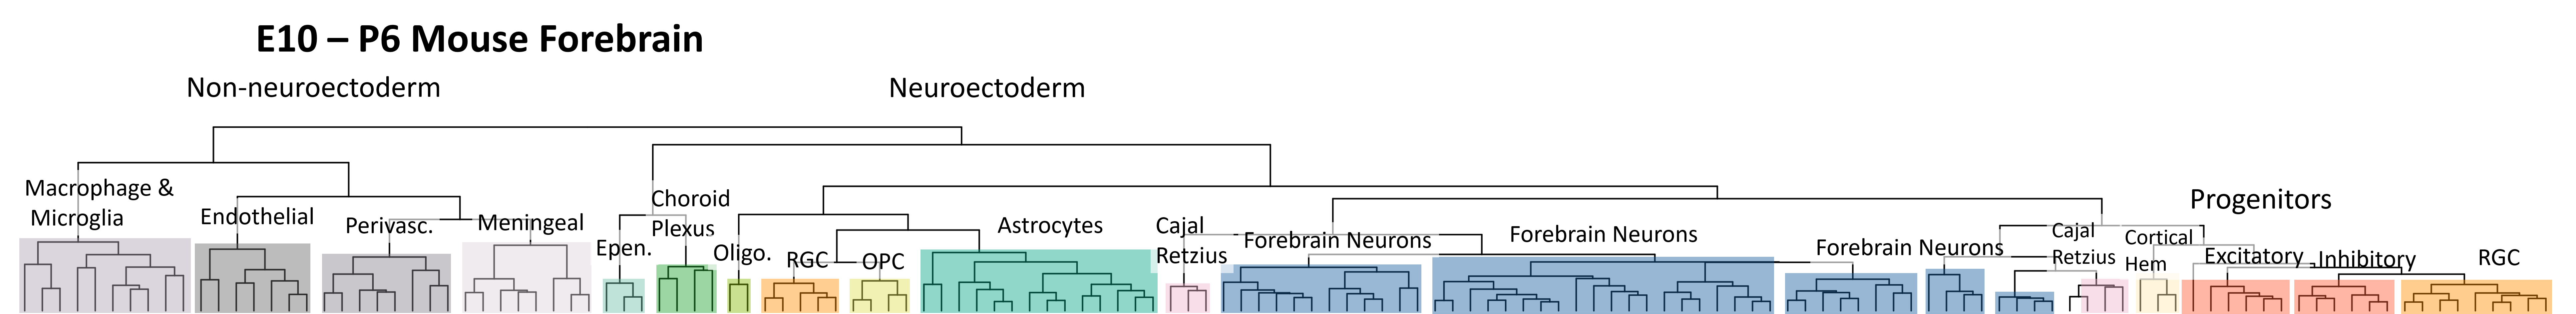 E10 – P6 Mouse Forebrain
Non-neuroectoderm
Neuroectoderm
Macrophage &
Microglia
Endothelial
Perivasc.
Meningeal
Epen.
Choroid
Plexus
Oligo.
RGC
OPC
Astrocytes
Cajal
Retzius
Forebrain Neurons
Forebrain Neurons
Forebrain Neurons
Cajal
Retzius
Cortical
Hem
Progenitors
Excitatory
Inhibitory
RGC